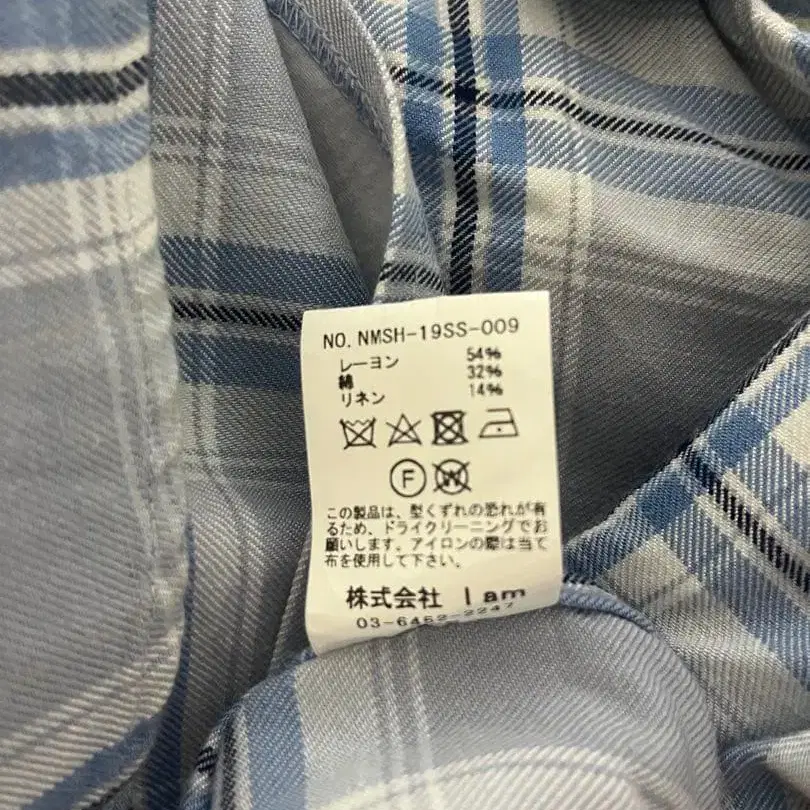 NO. NMSH-19SS-009
レーヨン 54%
綿 32%
リネン 14%
F W
この製品は、型くずれの恐れが有
るため、ドライクリーニングでお
願いします。アイロンの際は当て
布を使用して下さい。
株式会社 I am
03-6452-2247